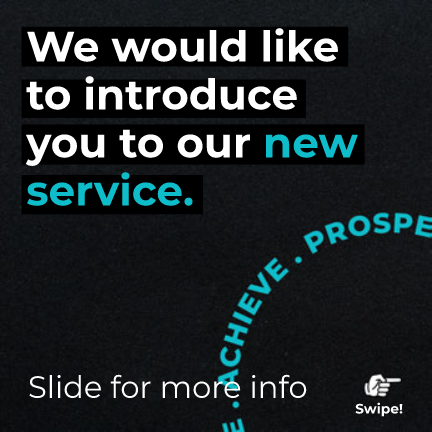 We would like
to introduce
you to our new
service.
. ACHIEVE . PROSPE
Slide for more info
Swipe!